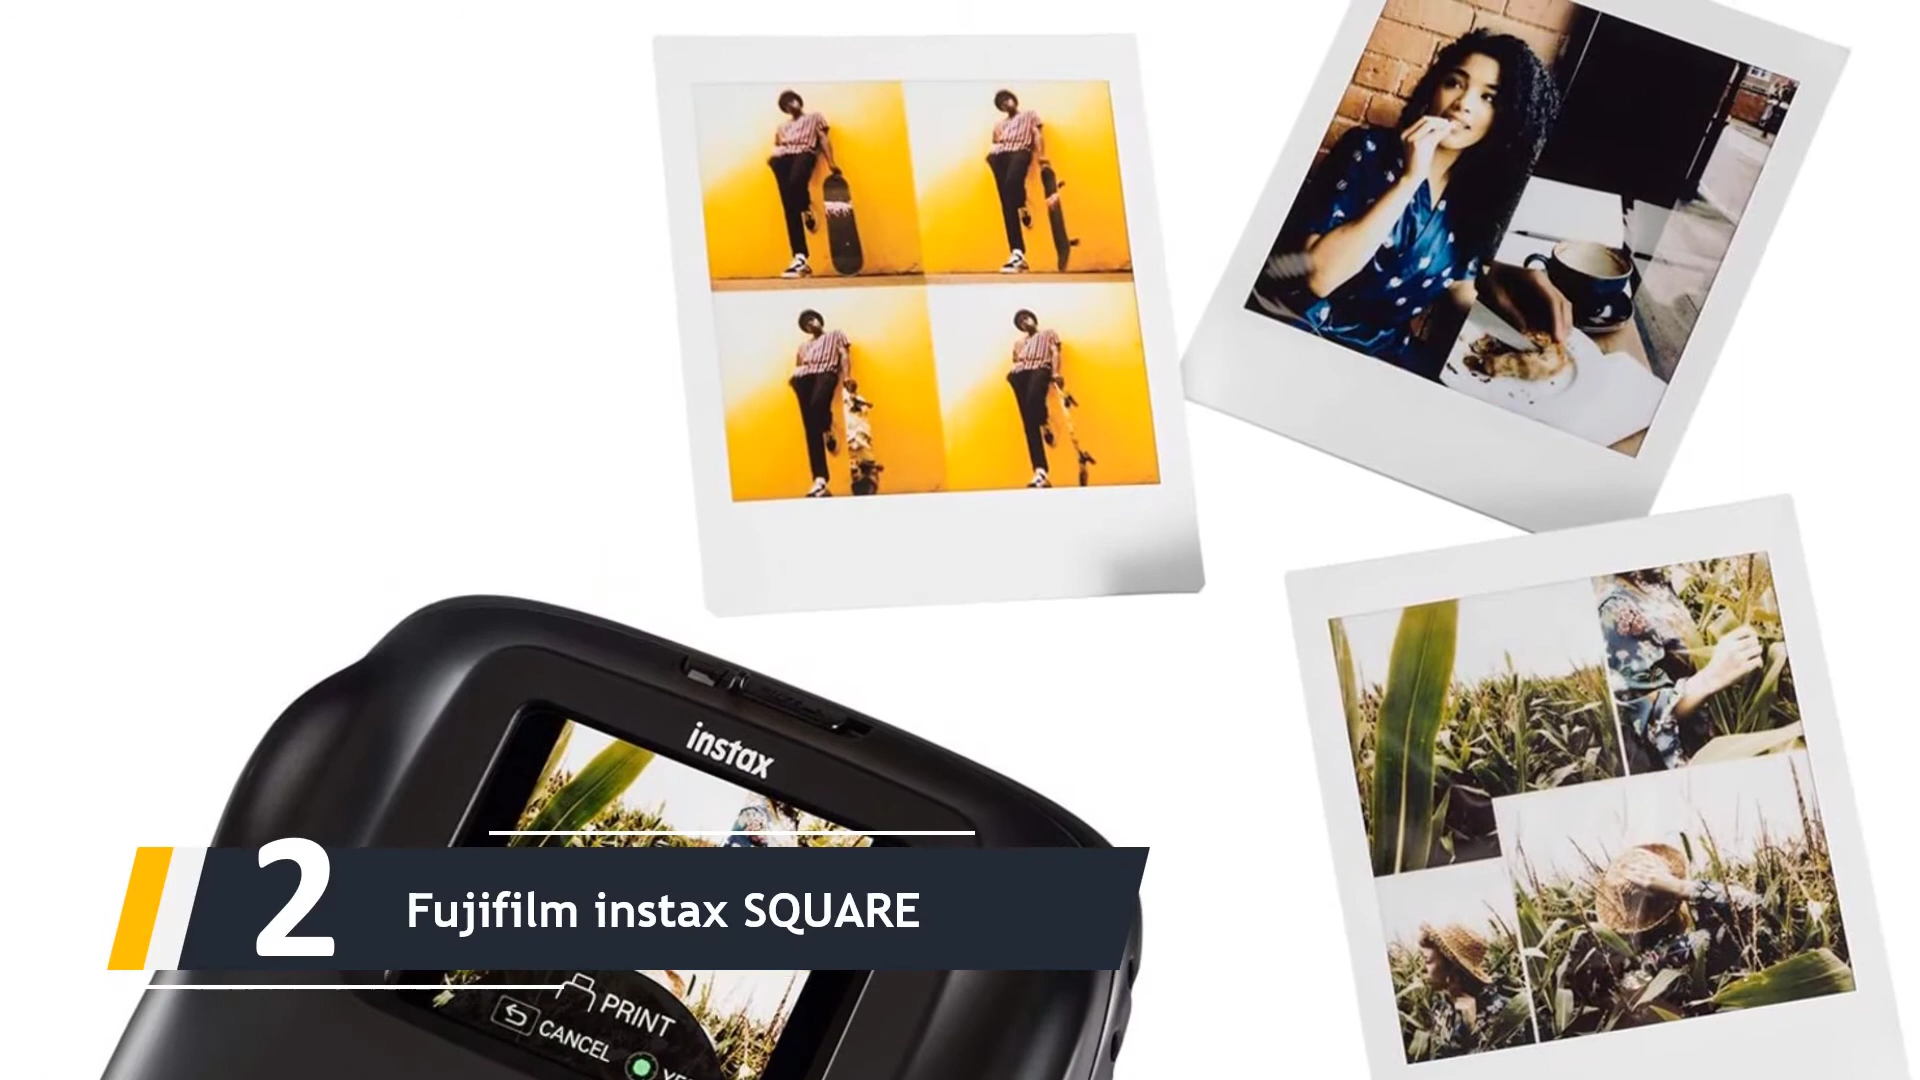 instax
2
Fujifilm instax SQUARE
PRINT
CANCEL